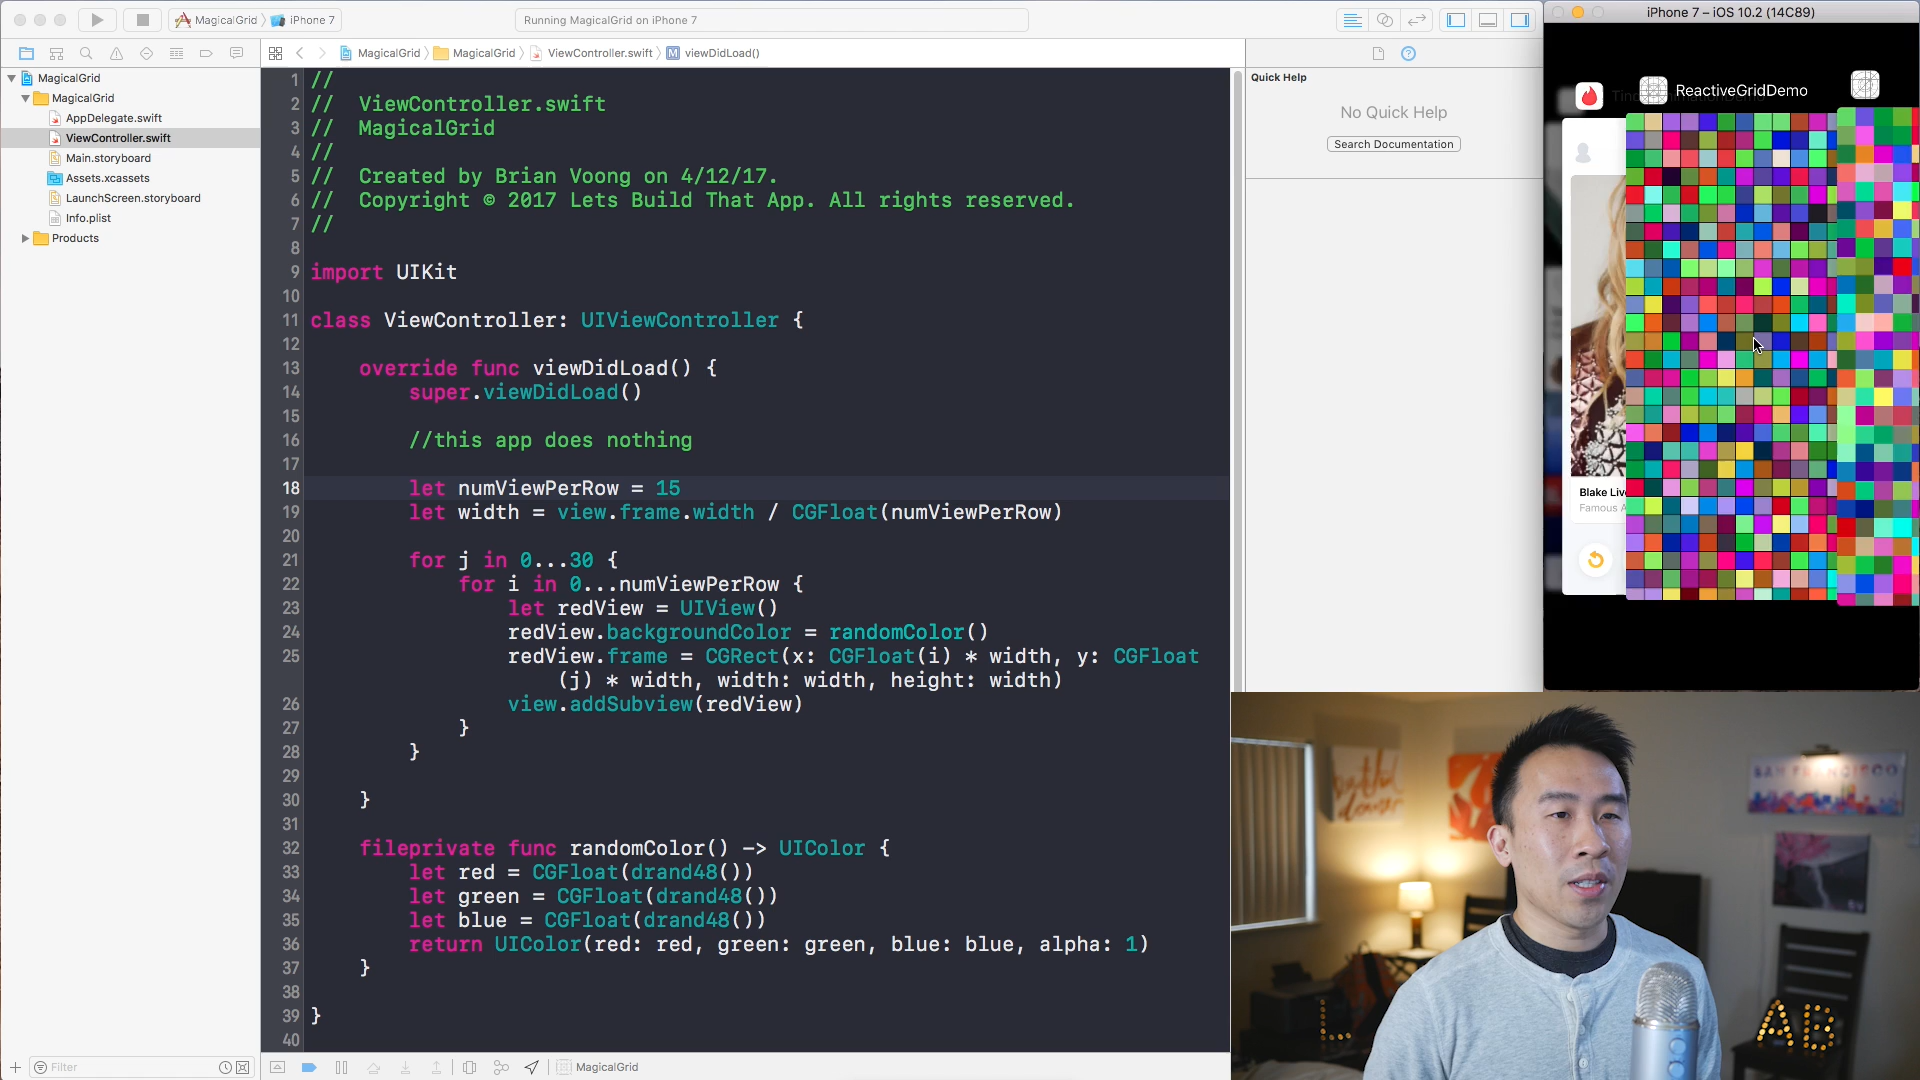 MagicalGrid
iPhone 7
Running MagicalGrid on iPhone 7
iPhone 7 – iOS 10.2 (14C89)
MagicalGrid
MagicalGrid
AppDelegate.swift
ViewController.swift
Main.storyboard
Assets.xcassets
LaunchScreen.storyboard
Info.plist
Products
Filter
MagicalGrid
MagicalGrid
ViewController.swift
M
viewDidLoad()
1 //
2 //  ViewController.swift
3 //  MagicalGrid
4 //
5 //  Created by Brian Voong on 4/12/17.
6 //  Copyright © 2017 Lets Build That App. All rights reserved.
7 //
8
9 import UIKit
10
11 class ViewController: UIViewController {
12
13     override func viewDidLoad() {
14         super.viewDidLoad()
15
16         //this app does nothing
17
18         let numViewPerRow = 15
19         let width = view.frame.width / CGFloat(numViewPerRow)
20
21         for j in 0...30 {
22             for i in 0...numViewPerRow {
23                 let redView = UIView()
24                 redView.backgroundColor = randomColor()
25                 redView.frame = CGRect(x: CGFloat(i) * width, y: CGFloat
(j) * width, width: width, height: width)
26                 view.addSubview(redView)
27             }
28         }
29
30     }
31
32     fileprivate func randomColor() -> UIColor {
33         let red = CGFloat(drand48())
34         let green = CGFloat(drand48())
35         let blue = CGFloat(drand48())
36         return UIColor(red: red, green: green, blue: blue, alpha: 1)
37     }
38
39 }
40
MagicalGrid
Quick Help
No Quick Help
Search Documentation
ReactiveGridDemo
Blake Liv
Famous A
SAN FRANCISCO
L
AB